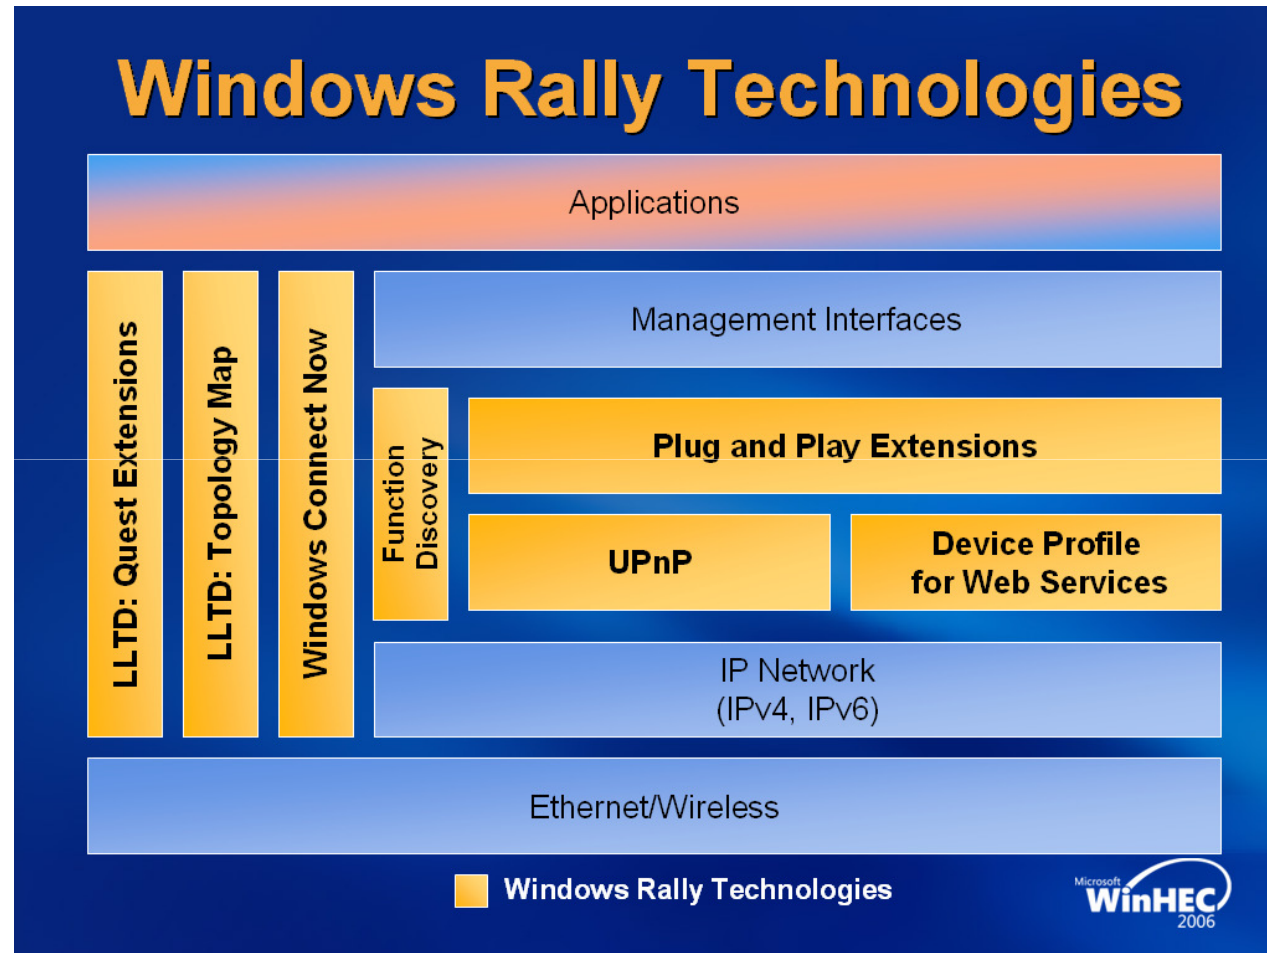 Windows Rally Technologies
Applications
LLTD: Quest Extensions
LLTD: Topology Map
Windows Connect Now
Management Interfaces
Function
Discovery
Plug and Play Extensions
UPnP
Device Profile
for Web Services
IP Network
(IPv4, IPv6)
Ethernet/Wireless
Windows Rally Technologies
Microsoft
WinHEC
2006